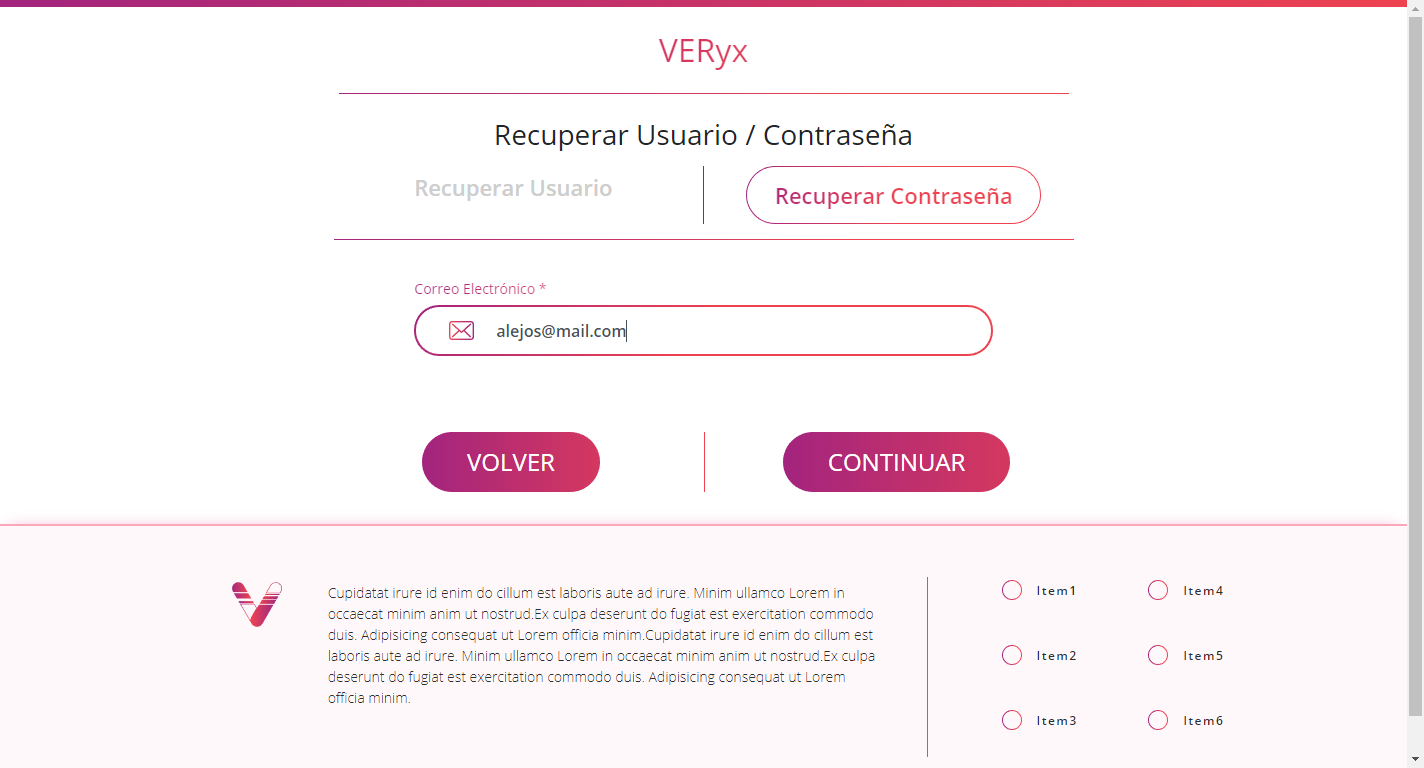 VERyx
Recuperar Usuario / Contraseña
Recuperar Usuario
Recuperar Contraseña
Correo Electrónico *
alejos@mail.com
VOLVER
CONTINUAR
Cupidatat irure id enim do cillum est laboris aute ad irure. Minim ullamco Lorem in
occaecat minim anim ut nostrud.Ex culpa deserunt do fugiat est exercitation commodo
duis. Adipisicing consequat ut Lorem officia minim.Cupidatat irure id enim do cillum est
laboris aute ad irure. Minim ullamco Lorem in occaecat minim anim ut nostrud.Ex culpa
deserunt do fugiat est exercitation commodo duis. Adipisicing consequat ut Lorem
officia minim.
Item1
Item4
Item2
Item5
Item3
Item6